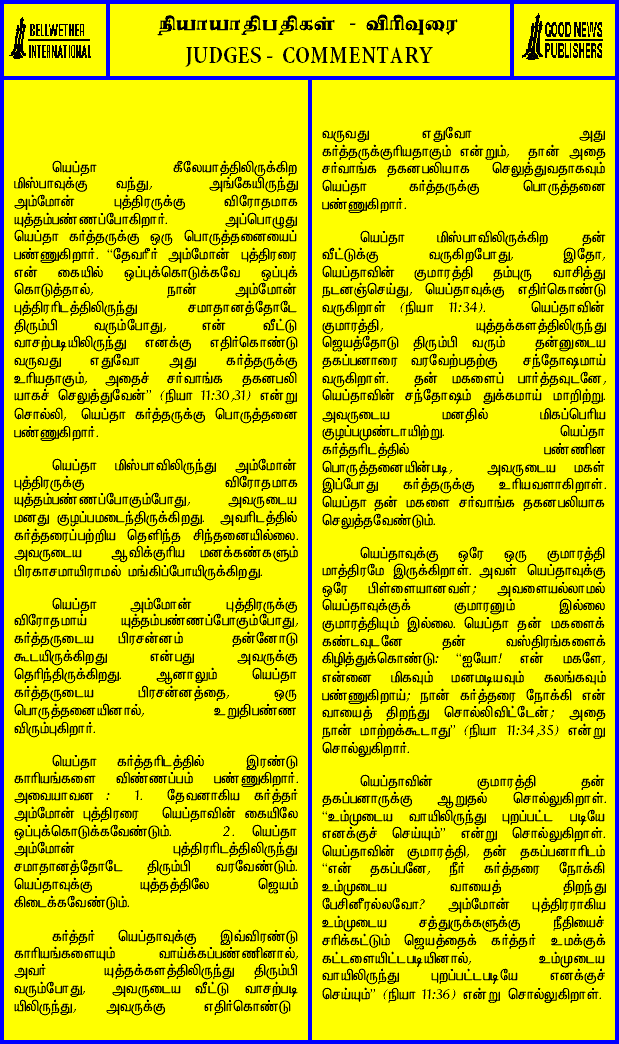 BELLWETHER
INTERNATIONAL
நியாயாதிபதிகள் - விரிவுரை
JUDGES - COMMENTARY
GOOD NEWS
PUBLISHERS
யெப்தா கீலேயாத்திலிருக்கிற
மிஸ்பாவுக்கு வந்து, அங்கேயிருந்து
அம்மோன் புத்திரருக்கு விரோதமாக
யுத்தம்பண்ணப்போகிறார். அப்பொழுது
யெப்தா கர்த்தருக்கு ஒரு பொருத்தனையைப்
பண்ணுகிறார். “தேவரீர் அம்மோன் புத்திரரை
என் கையில் ஒப்புக்கொடுக்கவே ஒப்புக்
கொடுத்தால், நான் அம்மோன்
புத்திரரிடத்திலிருந்து சமாதானத்தோடே
திரும்பி வரும்போது, என் வீட்டு
வாசற்படியிலிருந்து எனக்கு எதிர்கொண்டு
வருவது எதுவோ அது கர்த்தருக்கு
உரியதாகும், அதைச் சர்வாங்க தகனபலி
யாகச் செலுத்துவேன்” (நியா 11:30,31) என்று
சொல்லி, யெப்தா கர்த்தருக்கு பொருத்தனை
பண்ணுகிறார்.
யெப்தா மிஸ்பாவிலிருந்து அம்மோன்
புத்திரருக்கு விரோதமாக
யுத்தம்பண்ணப்போகும்போது, அவருடைய
மனது குழப்பமடைந்திருக்கிறது. அவரிடத்தில்
கர்த்தரைப்பற்றிய தெளிந்த சிந்தனையில்லை.
அவருடைய ஆவிக்குரிய மனக்கண்களும்
பிரகாசமாயிராமல் மங்கிப்போயிருக்கிறது.
யெப்தா அம்மோன் புத்திரருக்கு
விரோதமாய் யுத்தம்பண்ணப்போகும்போது,
கர்த்தருடைய பிரசன்னம் தன்னோடு
கூடயிருக்கிறது என்பது அவருக்கு
தெரிந்திருக்கிறது. ஆனாலும் யெப்தா
கர்த்தருடைய பிரசன்னத்தை, ஒரு
பொருத்தனையினால், உறுதிபண்ண
விரும்புகிறார்.
யெப்தா கர்த்தரிடத்தில் இரண்டு
காரியங்களை விண்ணப்பம் பண்ணுகிறார்.
அவையாவன : 1. தேவனாகிய கர்த்தர்
அம்மோன் புத்திரரை யெப்தாவின் கையிலே
ஒப்புக்கொடுக்கவேண்டும். 2. யெப்தா
அம்மோன் புத்திரரிடத்திலிருந்து
சமாதானத்தோடே திரும்பி வரவேண்டும்.
யெப்தாவுக்கு யுத்தத்திலே ஜெயம்
கிடைக்கவேண்டும்.
கர்த்தர் யெப்தாவுக்கு இவ்விரண்டு
காரியங்களையும் வாய்க்கப்பண்ணினால்,
அவர் யுத்தக்களத்திலிருந்து திரும்பி
வரும்போது, அவருடைய வீட்டு வாசற்படி
யிலிருந்து, அவருக்கு எதிர்கொண்டு
வருவது எதுவோ அது
கர்த்தருக்குரியதாகும் என்றும், தான் அதை
சர்வாங்க தகனபலியாக செலுத்துவதாகவும்
யெப்தா கர்த்தருக்கு பொருத்தனை
பண்ணுகிறார்.
யெப்தா மிஸ்பாவிலிருக்கிற தன்
வீட்டுக்கு வருகிறபோது, இதோ,
யெப்தாவின் குமாரத்தி தம்புரு வாசித்து
நடனஞ்செய்து, யெப்தாவுக்கு எதிர்கொண்டு
வருகிறாள் (நியா 11:34). யெப்தாவின்
குமாரத்தி, யுத்தக்களத்திலிருந்து
ஜெயத்தோடு திரும்பி வரும் தன்னுடைய
தகப்பனாரை வரவேற்பதற்கு சந்தோஷமாய்
வருகிறாள். தன் மகளைப் பார்த்தவுடனே,
யெப்தாவின் சந்தோஷம் துக்கமாய் மாறிற்று.
அவருடைய மனதில் மிகப்பெரிய
குழப்பமுண்டாயிற்று. யெப்தா
கர்த்தரிடத்தில் பண்ணின
பொருத்தனையின்படி, அவருடைய மகள்
இப்போது கர்த்தருக்கு உரியவளாகிறாள்.
யெப்தா தன் மகளை சர்வாங்க தகனபலியாக
செலுத்தவேண்டும்.
யெப்தாவுக்கு ஒரே ஒரு குமாரத்தி
மாத்திரமே இருக்கிறாள். அவள் யெப்தாவுக்கு
ஒரே பிள்ளையானவள்; அவளையல்லாமல்
யெப்தாவுக்குக் குமாரனும் இல்லை
குமாரத்தியும் இல்லை. யெப்தா தன் மகளைக்
கண்டவுடனே தன் வஸ்திரங்களைக்
கிழித்துக்கொண்டு: “ஐயோ! என் மகளே,
என்னை மிகவும் மனமடியவும் கலங்கவும்
பண்ணுகிறாய்; நான் கர்த்தரை நோக்கி என்
வாயைத் திறந்து சொல்லிவிட்டேன்; அதை
நான் மாற்றக்கூடாது” (நியா 11:34,35) என்று
சொல்லுகிறார்.
யெப்தாவின் குமாரத்தி தன்
தகப்பனாருக்கு ஆறுதல் சொல்லுகிறாள்.
“உம்முடைய வாயிலிருந்து புறப்பட்ட படியே
எனக்குச் செய்யும்” என்று சொல்லுகிறாள்.
யெப்தாவின் குமாரத்தி, தன் தகப்பனாரிடம்
“என் தகப்பனே, நீர் கர்த்தரை நோக்கி
உம்முடைய வாயைத் திறந்து
பேசினீரல்லவோ? அம்மோன் புத்திரராகிய
உம்முடைய சத்துருக்களுக்கு நீதியைச்
சரிக்கட்டும் ஜெயத்தைக் கர்த்தர் உமக்குக்
கட்டளையிட்டபடியினால், உம்முடைய
வாயிலிருந்து புறப்பட்டபடியே எனக்குச்
செய்யும்” (நியா 11:36) என்று சொல்லுகிறாள்.